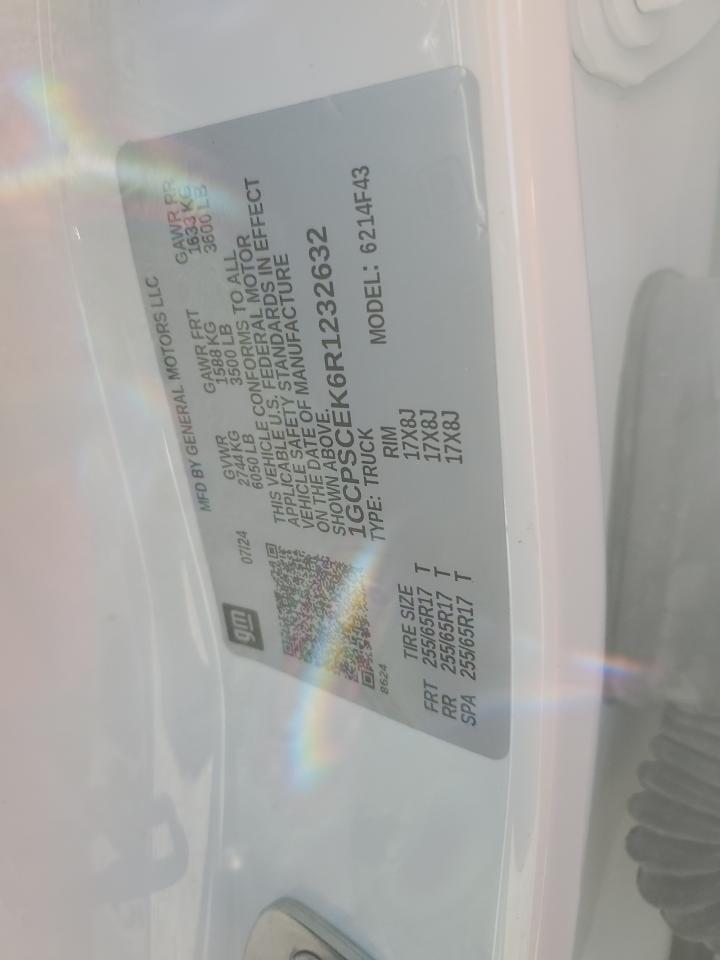 gm
07/24
MFD BY GENERAL MOTORS LLC
GVWR GAWR FRT GAWR RR
2744 KG 1588 KG 1633 KG
6050 LB 3500 LB 3600 LB
THIS VEHICLE CONFORMS TO ALL
APPLICABLE U.S. FEDERAL MOTOR
VEHICLE SAFETY STANDARDS IN EFFECT
ON THE DATE OF MANUFACTURE
SHOWN ABOVE.
1GCPSCEK6R1232632
TYPE: TRUCK MODEL: 6214F43
8624
TIRE SIZE RIM
FRT 255/65R17 T 17X8J
RR 255/65R17 T 17X8J
SPA 255/65R17 T 17X8J